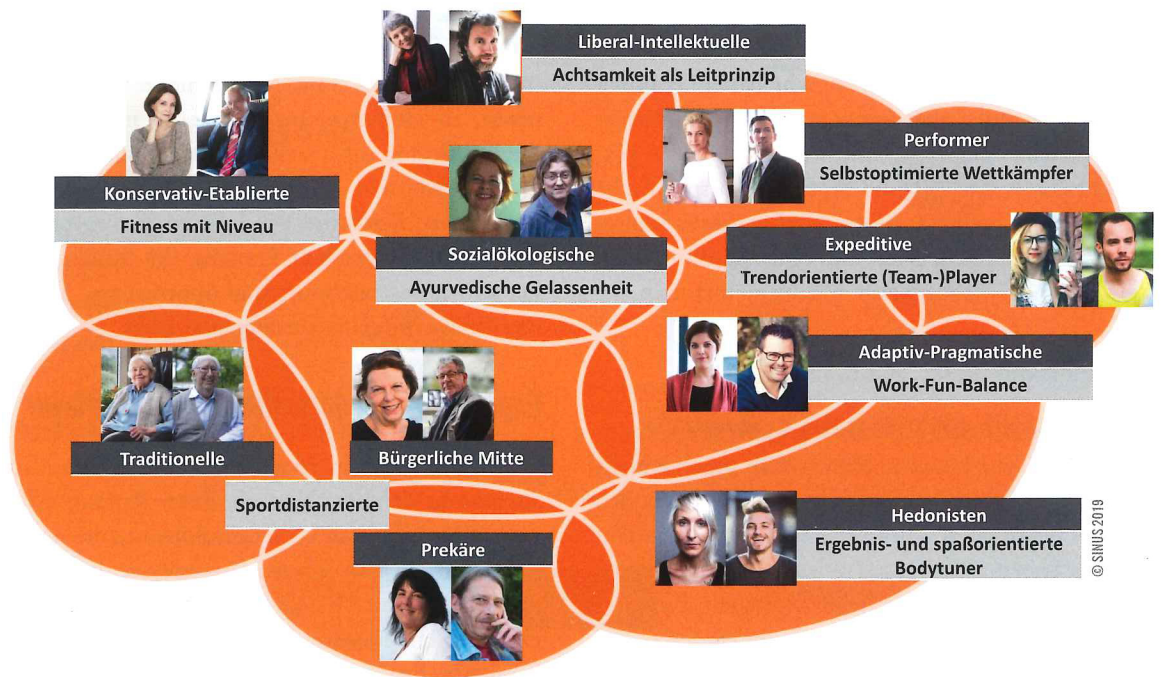 Liberal-Intellektuelle
Achtsamkeit als Leitprinzip
Konservativ-Etablierte
Fitness mit Niveau
Performer
Selbstoptimierte Wettkämpfer
Sozialökologische
Ayurvedische Gelassenheit
Expeditive
Trendorientierte (Team-)Player
Adaptiv-Pragmatische
Work-Fun-Balance
Traditionelle
Bürgerliche Mitte
Sportdistanzierte
Prekäre
Hedonisten
Ergebnis- und spaßorientierte
Bodytuner
© SINUS 2019